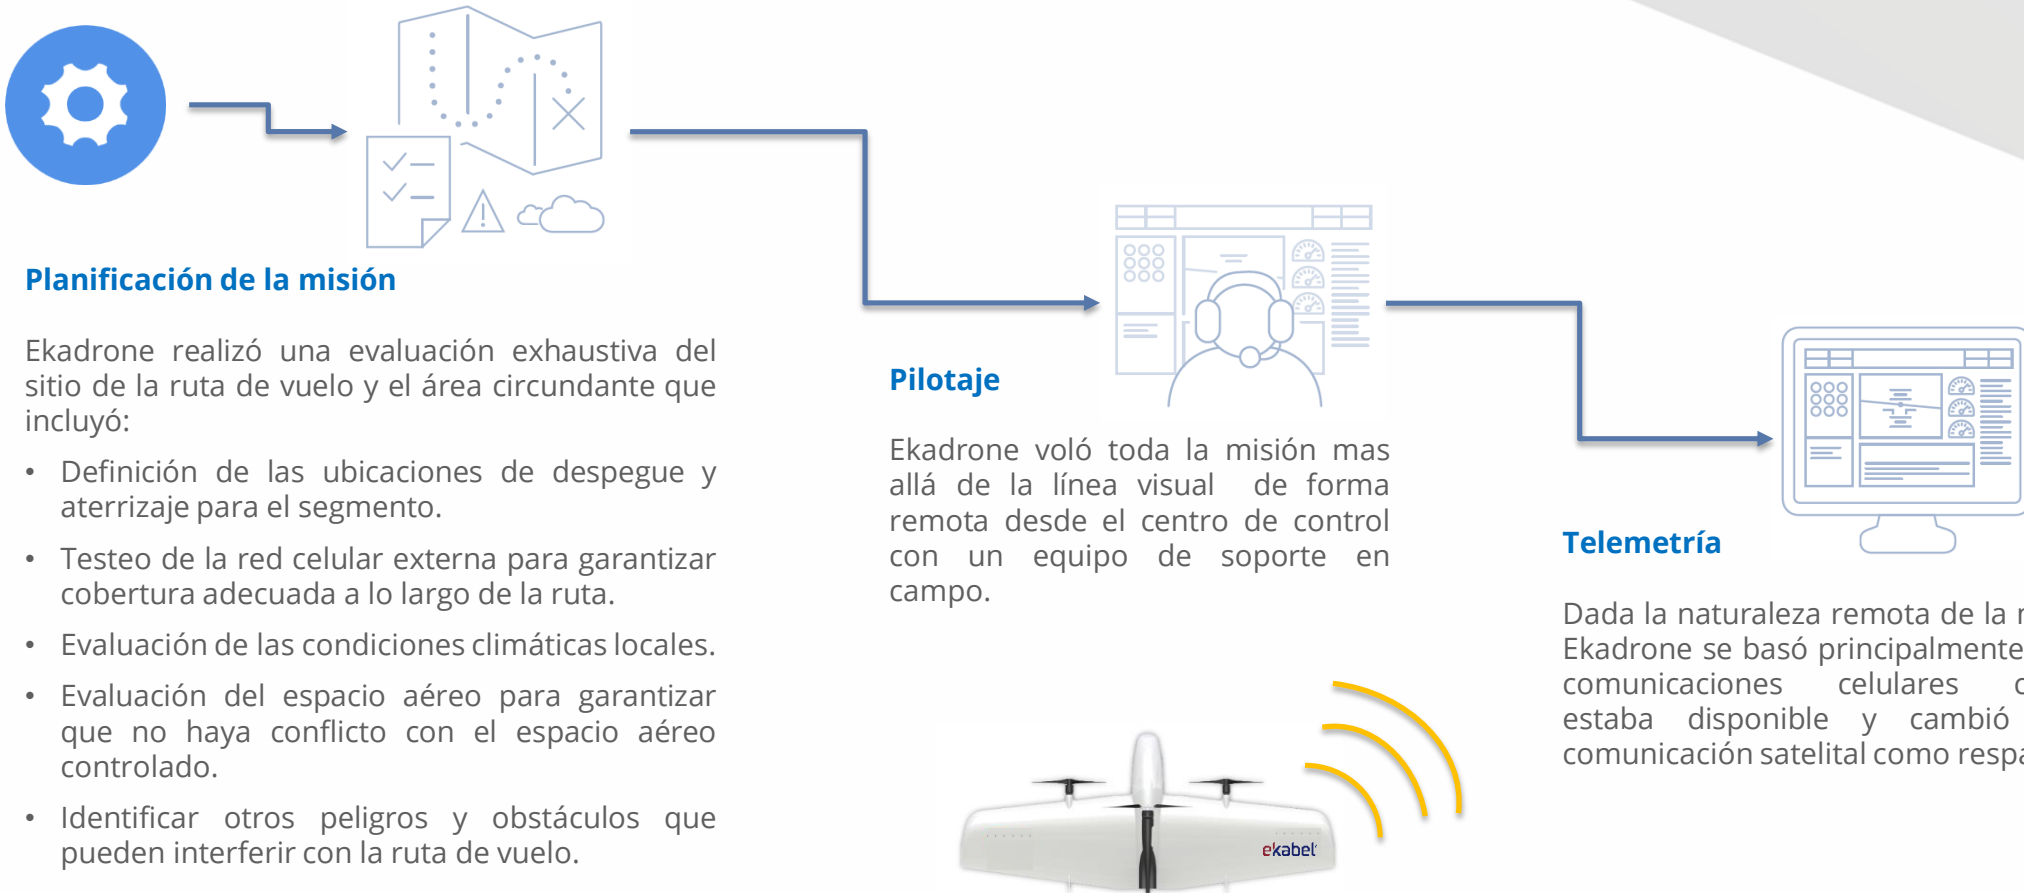 Planificación de la misión
Ekadrone realizó una evaluación exhaustiva del
sitio de la ruta de vuelo y el área circundante que
incluyó:
• Definición de las ubicaciones de despegue y
aterrizaje para el segmento.
• Testeo de la red celular externa para garantizar
cobertura adecuada a lo largo de la ruta.
• Evaluación de las condiciones climáticas locales.
• Evaluación del espacio aéreo para garantizar
que no haya conflicto con el espacio aéreo
controlado.
• Identificar otros peligros y obstáculos que
pueden interferir con la ruta de vuelo.
Pilotaje
Ekadrone voló toda la misión mas
allá de la línea visual de forma
remota desde el centro de control
con un equipo de soporte en
campo.
ekabel
Telemetría
Dada la naturaleza remota de la
Ekadrone se basó principalmente
comunicaciones celulares
estaba disponible y cambió
comunicación satelital como